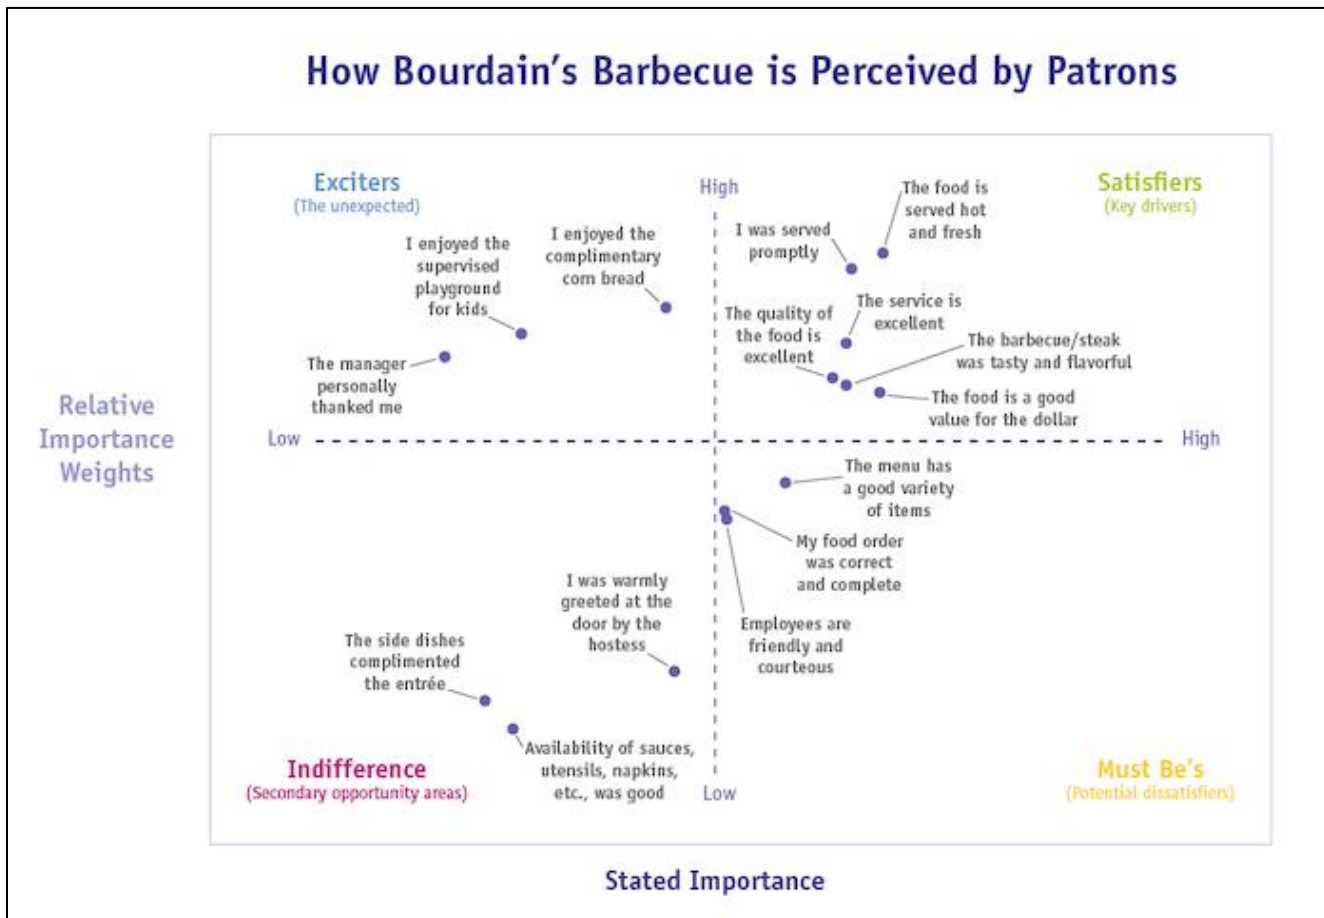 How Bourdain's Barbecue is Perceived by Patrons
Exciters
(The unexpected)
High
Satisfiers
(Key drivers)
The food is
served hot
and fresh
I was served
promptly
I enjoyed the
complimentary
corn bread
I enjoyed the
supervised
playground
for kids
The service is
excellent
The quality of
the food is
excellent
The barbecue/steak
was tasty and flavorful
The manager
personally
thanked me
The food is a good
value for the dollar
Relative
Importance
Weights
Low
High
The menu has
a good variety
of items
My food order
was correct
and complete
I was warmly
greeted at the
door by the
hostess
Employees are
friendly and
courteous
The side dishes
complimented
the entrée
Availability of sauces,
utensils, napkins,
etc., was good
Indifference
(Secondary opportunity areas)
Low
Must Be's
(Potential dissatisfiers)
Stated Importance